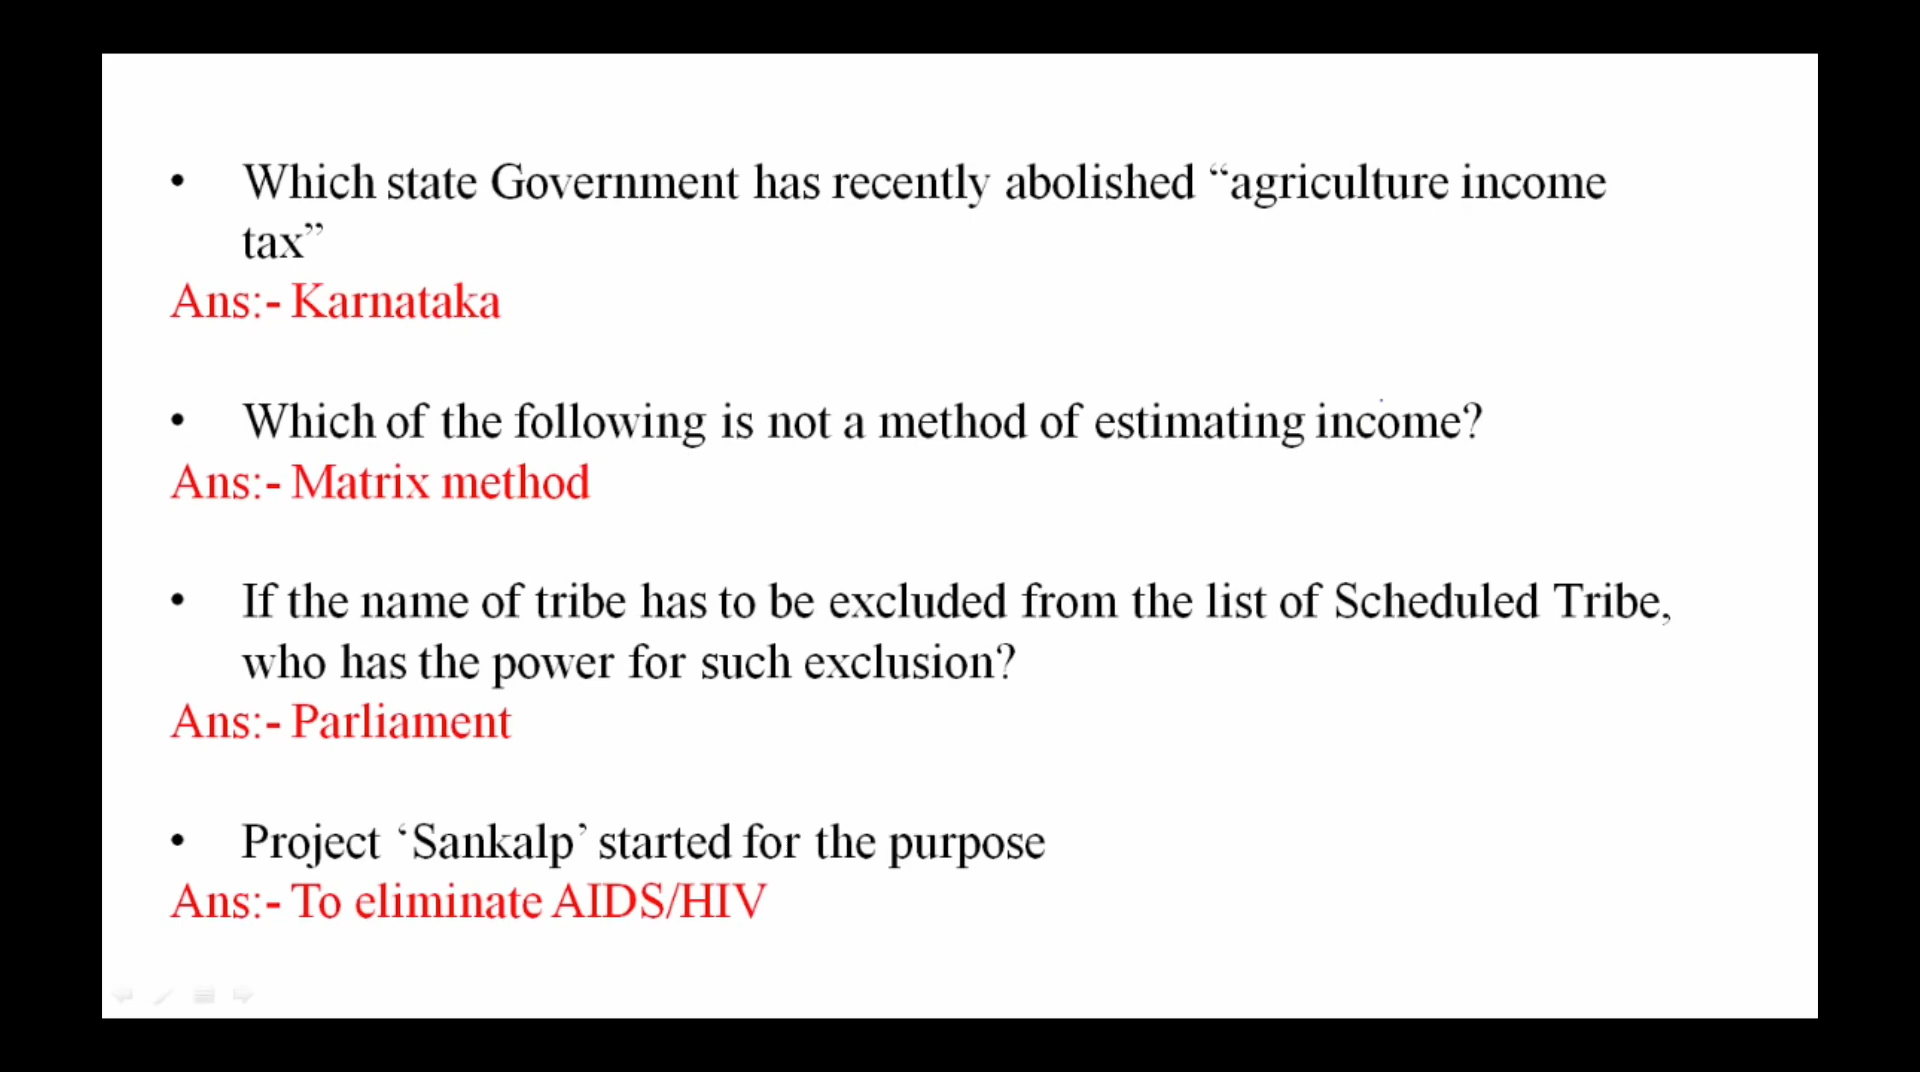 • Which state Government has recently abolished “agriculture income
tax”
Ans:- Karnataka
• Which of the following is not a method of estimating income?
Ans:- Matrix method
• If the name of tribe has to be excluded from the list of Scheduled Tribe,
who has the power for such exclusion?
Ans:- Parliament
• Project ‘Sankalp’ started for the purpose
Ans:- To eliminate AIDS/HIV